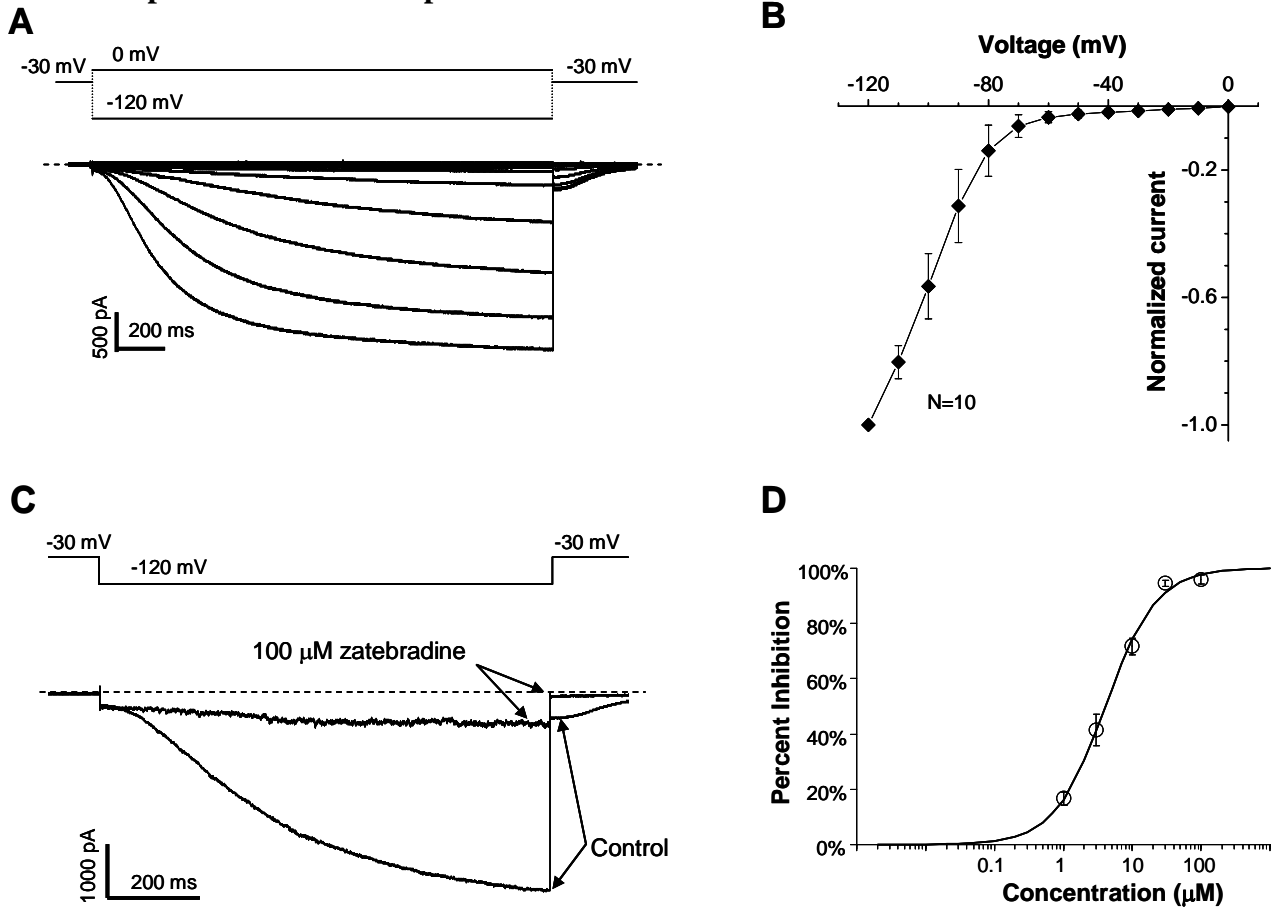 A
0 mV
-30 mV
-30 mV
-120 mV
500 pA
200 ms
B
Voltage (mV)
-120
-80
-40
0
-0.2
-0.6
-1.0
Normalized current
N=10
C
-30 mV
-30 mV
-120 mV
100 μM zatebradine
Control
1000 pA
200 ms
D
100%
80%
60%
40%
20%
0%
Percent Inhibition
0.1
1
10
100
Concentration (μM)